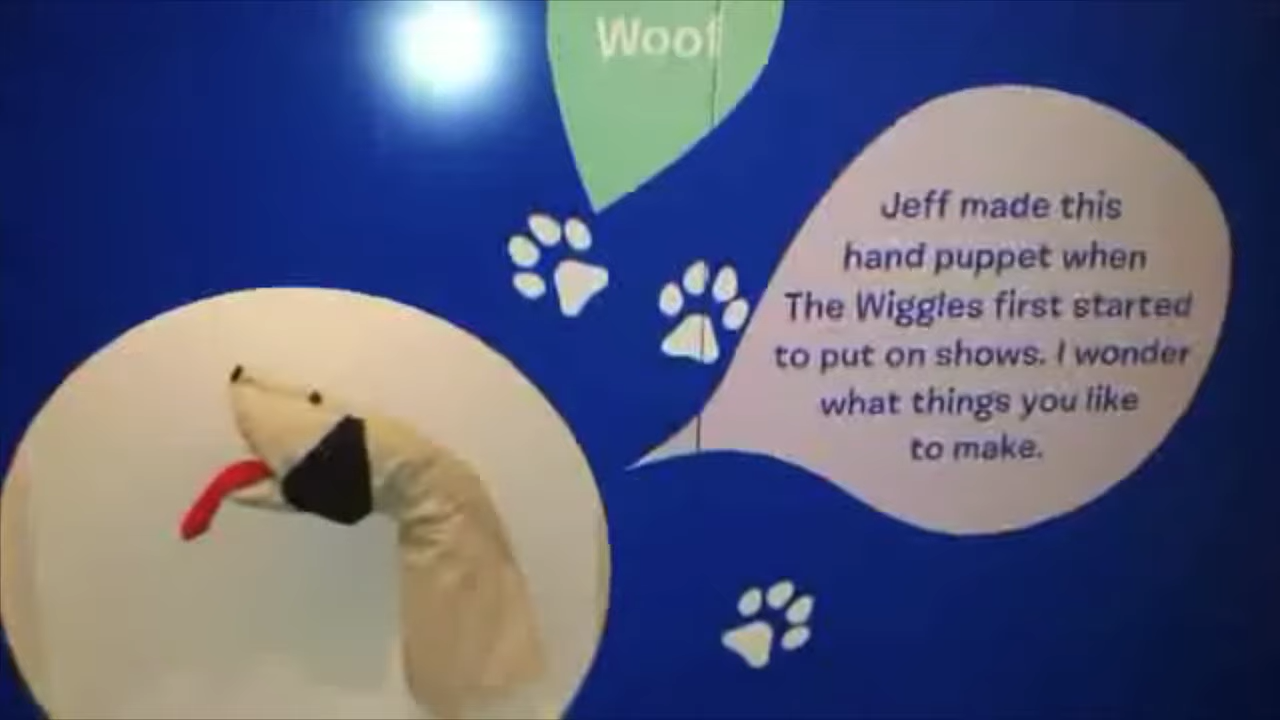 Woof
Jeff made this
hand puppet when
The Wiggles first started
to put on shows. I wonder
what things you like
to make.